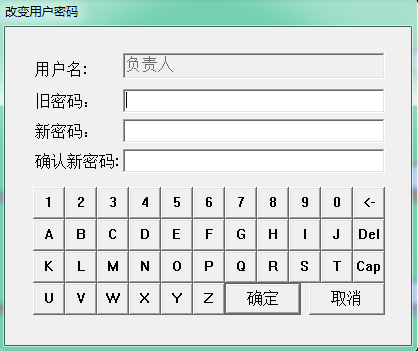 改变用户密码
用户名: 负责人
旧密码:
新密码:
确认新密码:
1 2 3 4 5 6 7 8 9 0 <-
A B C D E F G H I J Del
K L M N O P Q R S T Cap
U V W X Y Z 确定 取消